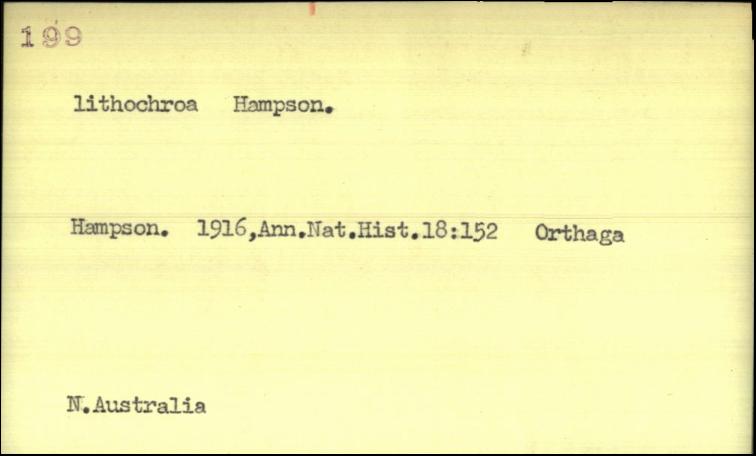 199
lithochroa Hampson.
Hampson. 1916,Ann.Nat.Hist.18:152 Orthaga
N.Australia